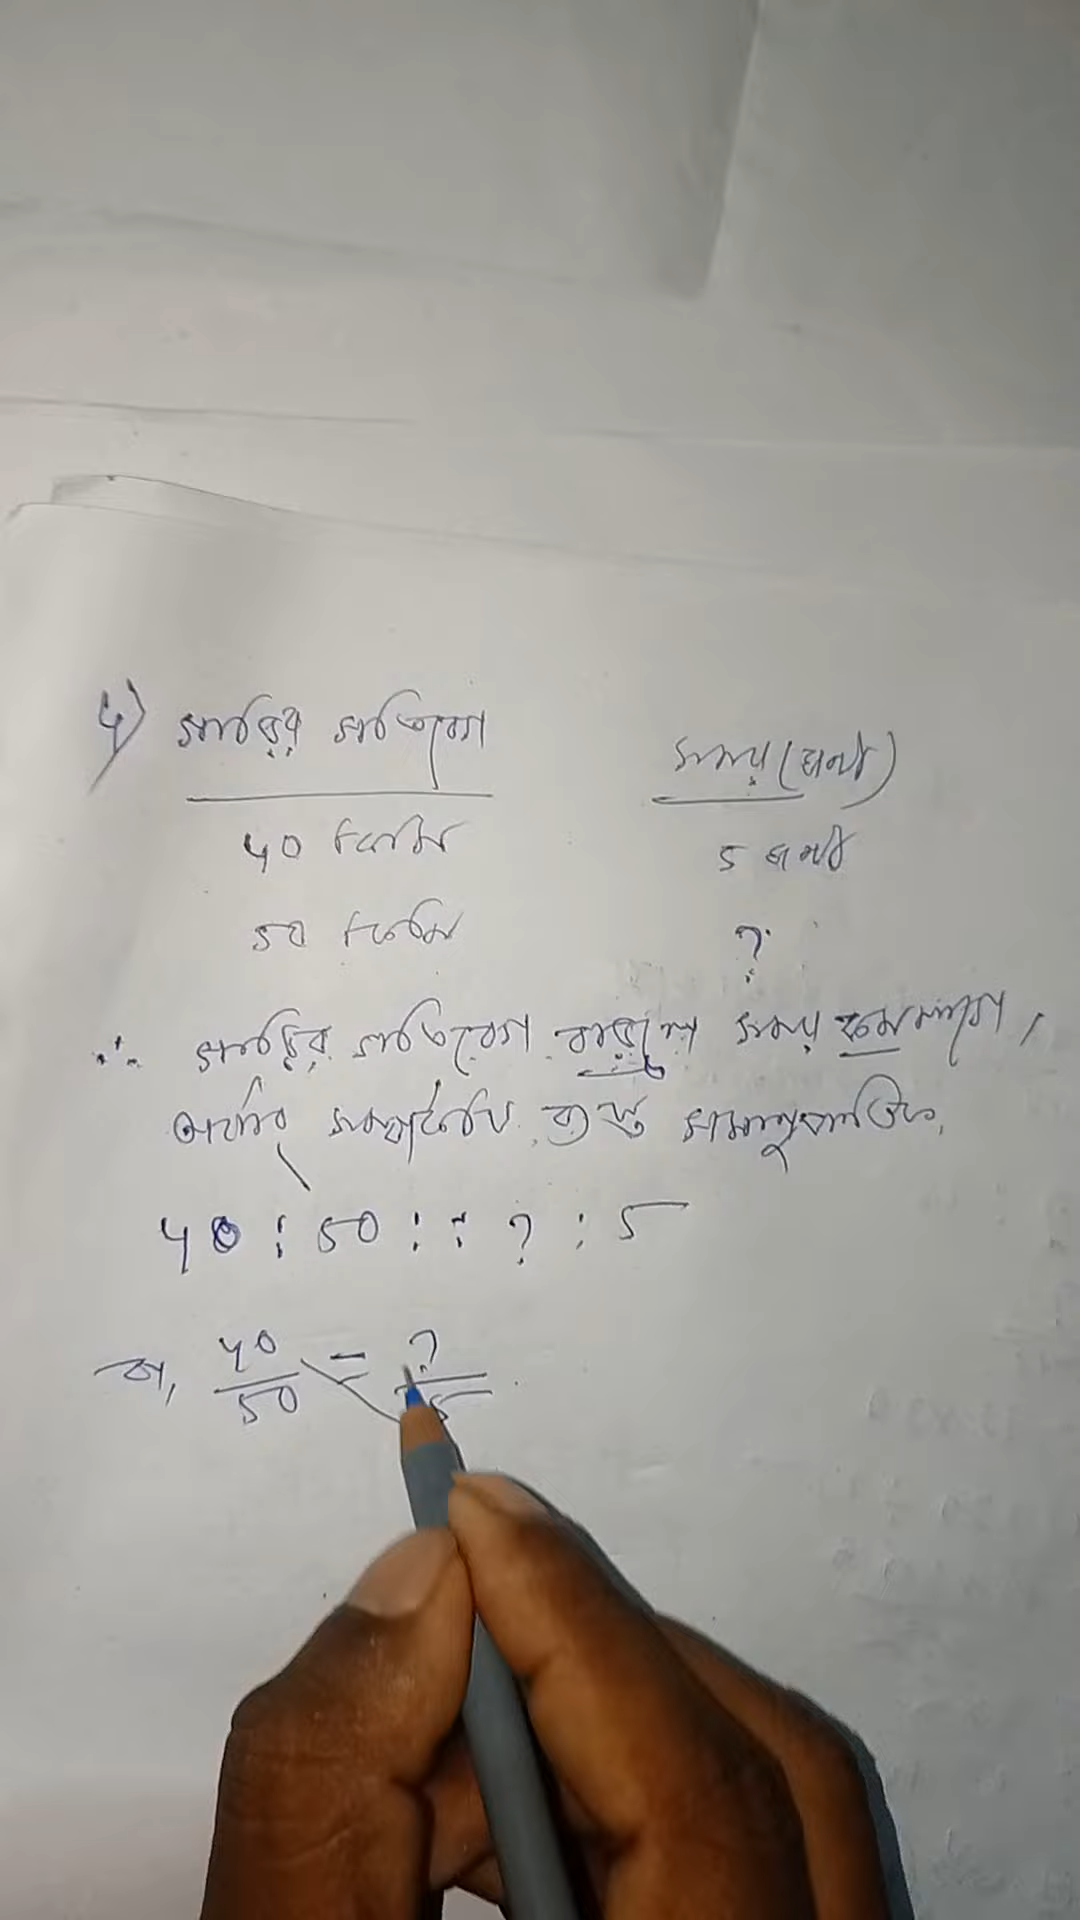 4) গাড়ির গতিবেগ সময় (ঘন্টা)
40 কিমি 5 ঘন্টা
50 কিমি ?
∴ গাড়ির গতিবেগ বাড়লে সময় কম লাগে,
অর্থাৎ সম্পর্কটি ব্যস্ত সমানুপাতিক,
40 : 50 : : ? : 5
বা, 40/50 = ?/5